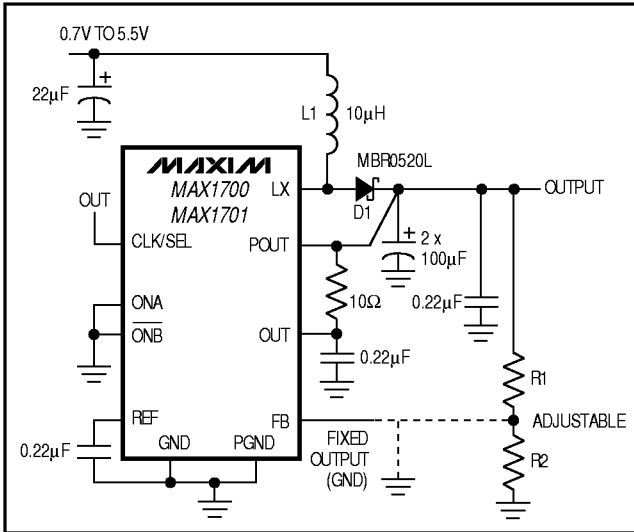 0.7V TO 5.5V
+
22µF
L1 10µH
MAXIM
MAX1700
MAX1701
MBR0520L
LX
D1
OUTPUT
OUT
CLK/SEL
POUT
+
2 x
100µF
10Ω
0.22µF
ONA
ONB
OUT
0.22µF
R1
REF
FB
ADJUSTABLE
0.22µF
GND PGND
FIXED
OUTPUT
(GND)
R2